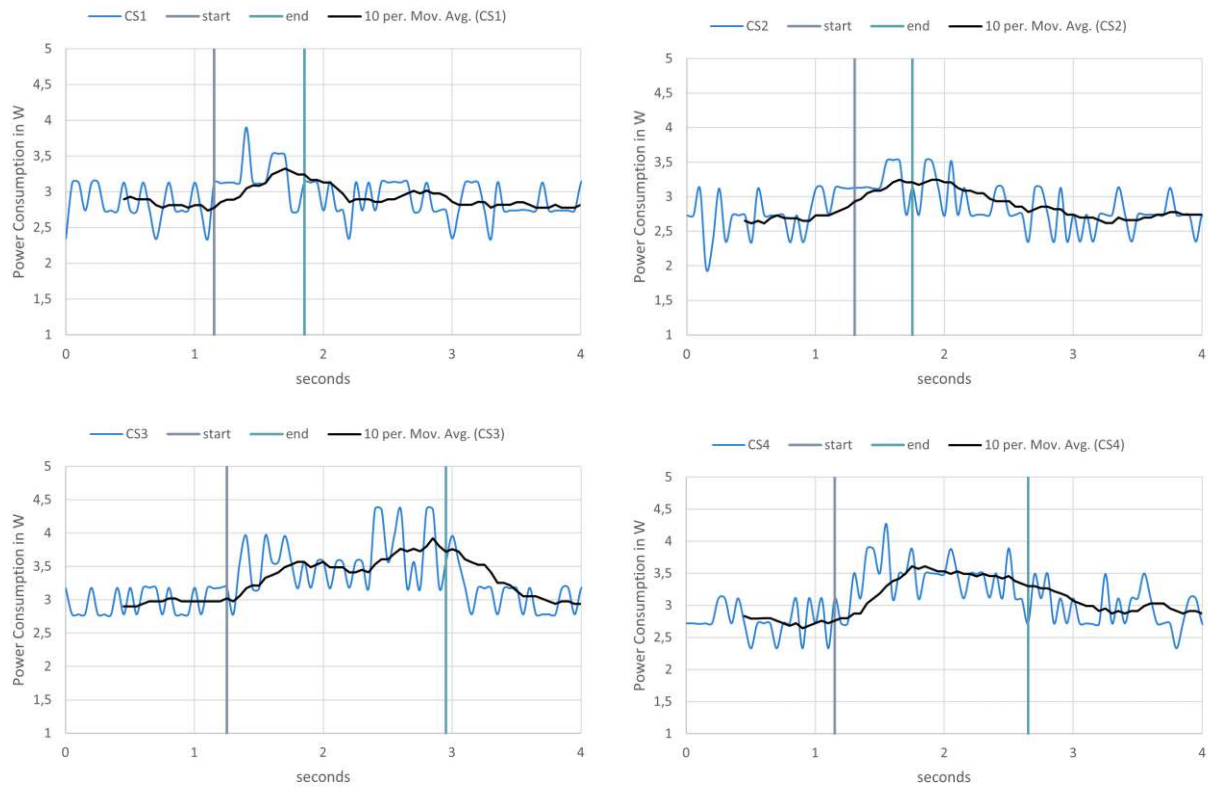 CS1 start end 10 per. Mov. Avg. (CS1)
5
4,5
4
3,5
3
2,5
2
1,5
1
Power Consumption in W
0 1 2 3 4
seconds
CS2 start end 10 per. Mov. Avg. (CS2)
5
4,5
4
3,5
3
2,5
2
1,5
1
Power Consumption in W
0 1 2 3 4
seconds
CS3 start end 10 per. Mov. Avg. (CS3)
5
4,5
4
3,5
3
2,5
2
1,5
1
Power Consumption in W
0 1 2 3 4
seconds
CS4 start end 10 per. Mov. Avg. (CS4)
5
4,5
4
3,5
3
2,5
2
1,5
1
Power Consumption in W
0 1 2 3 4
seconds